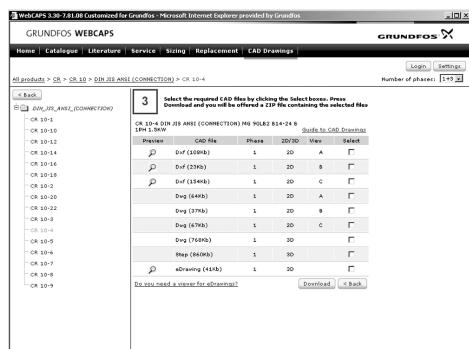 WebCAPS 3.30-7.81.08 Customized for Grundfos - Microsoft Internet Explorer provided by Grundfos
GRUNDFOS WEBCAPS
GRUNDFOS
Home | Catalogue | Literature | Service | Sizing | Replacement | CAD Drawings
Login Settings
All products > CR > CR 10 > DIN JIS ANSI (CONNECTION) > CR 10-4
Number of phases: 1+3
< Back
DIN_JIS_ANSI_(CONNECTION)
CR 10-1
CR 10-10
CR 10-12
CR 10-14
CR 10-16
CR 10-18
CR 10-2
CR 10-20
CR 10-22
CR 10-3
CR 10-4
CR 10-5
CR 10-6
CR 10-7
CR 10-8
CR 10-9
3
Select the required CAD files by clicking the Select boxes. Press
Download and you will be offered a ZIP file containing the selected files
CR 10-4 DIN JIS ANSI (CONNECTION) MG 90LB2 B14-24 B
1PH 1.5KW
Guide to CAD Drawings
Preview CAD file Phase 2D/3D View Select
Dxf (108Kb) 1 2D A
Dxf (23Kb) 1 2D B
Dxf (154Kb) 1 2D C
Dwg (64Kb) 1 2D A
Dwg (37Kb) 1 2D B
Dwg (67Kb) 1 2D C
Dwg (768Kb) 1 3D
Step (860Kb) 1 3D
eDrawing (41Kb) 1 3D
Do you need a viewer for eDrawings?
Download < Back